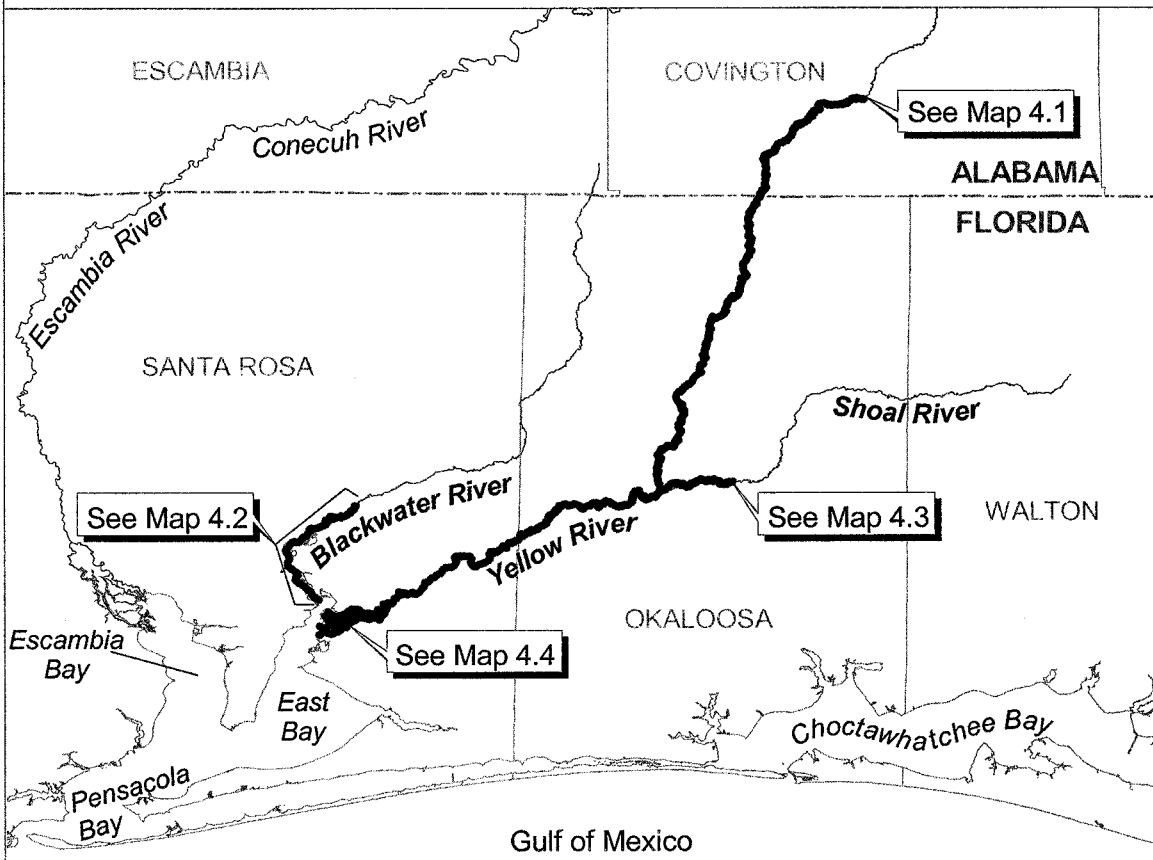 ESCAMBIA
COVINGTON
See Map 4.1
Conecuh River
ALABAMA
FLORIDA
Escambia River
SANTA ROSA
Shoal River
See Map 4.2
Blackwater River
See Map 4.3
WALTON
Yellow River
OKALOOSA
Escambia
Bay
See Map 4.4
East
Bay
Choctawhatchee Bay
Pensacola
Bay
Gulf of Mexico